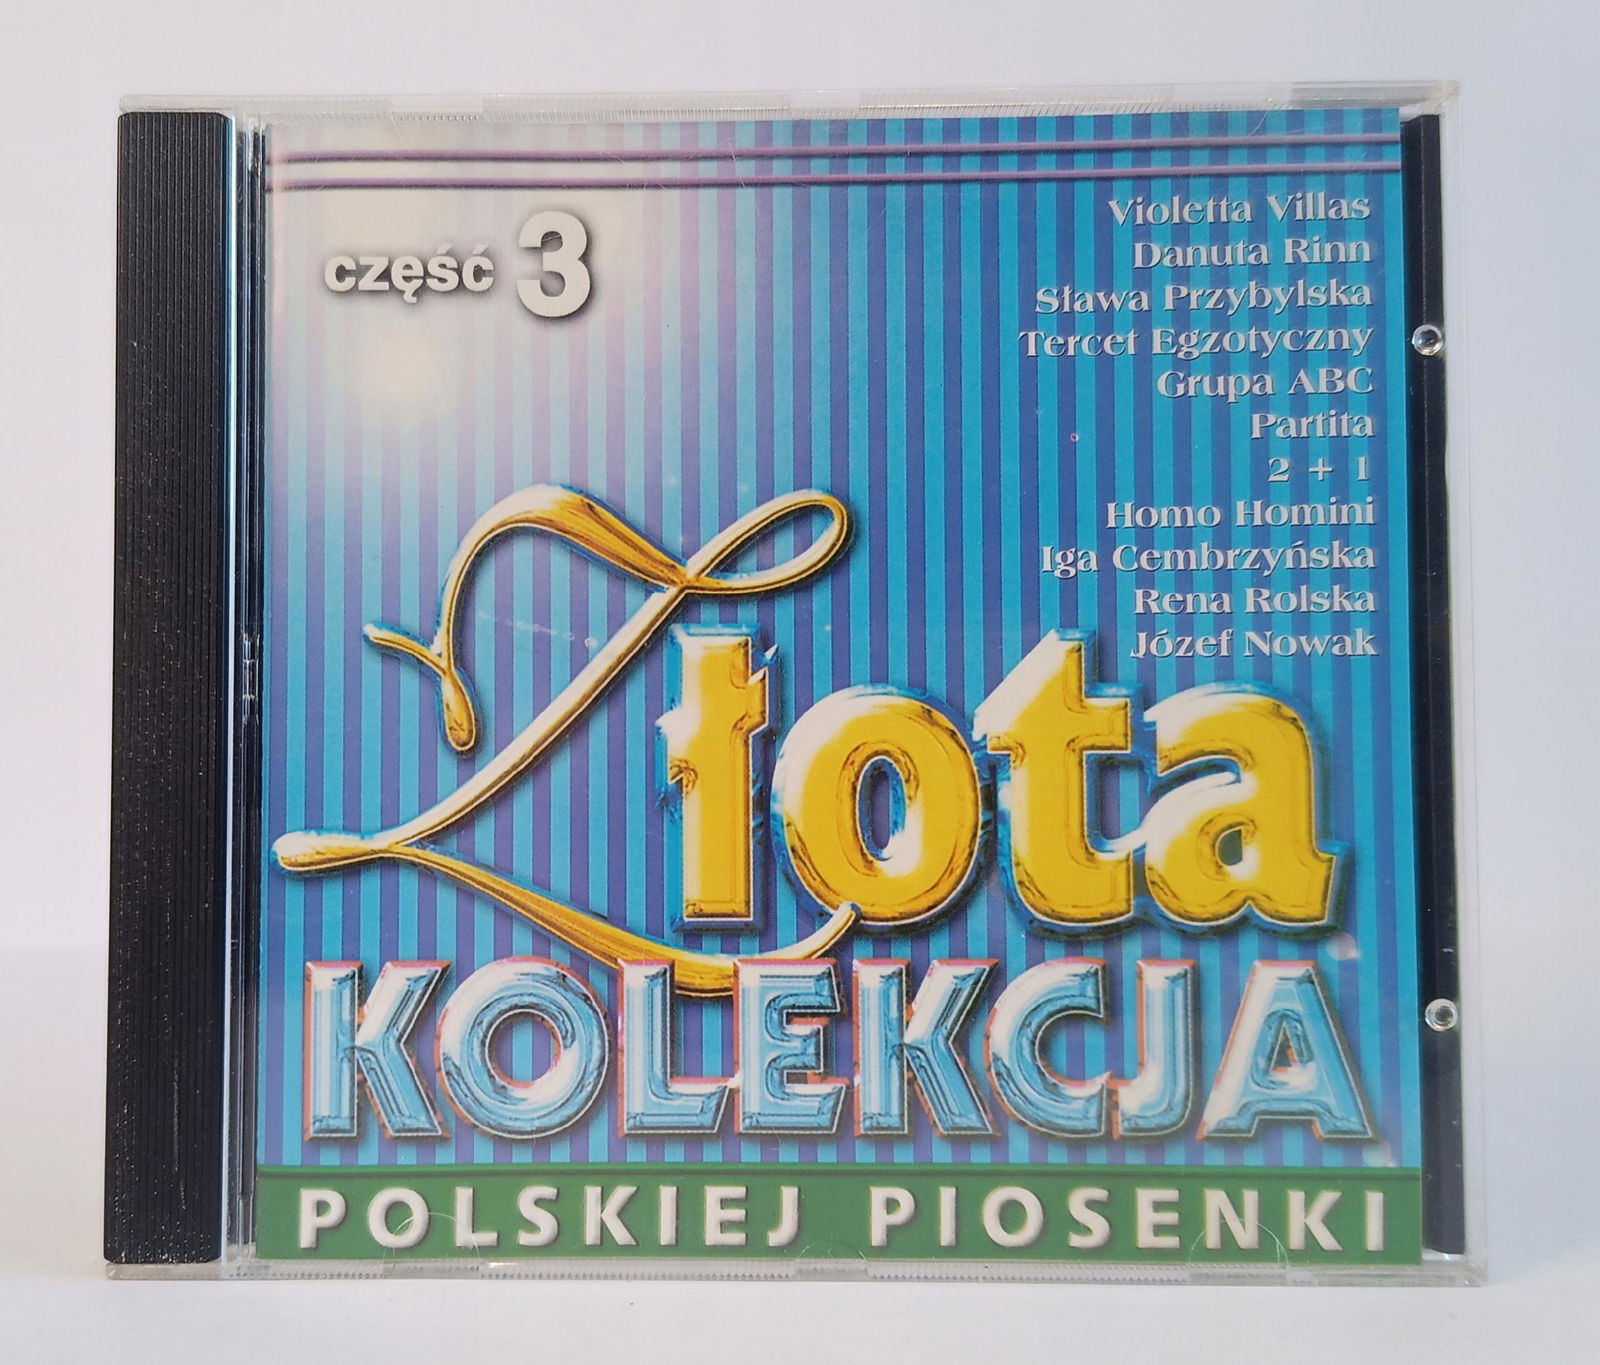 część 3
Violetta Villas
Danuta Rinn
Sława Przybylska
Tercet Egzotyczny
Grupa ABC
Partita
2 + 1
Homo Homini
Iga Cembrzyńska
Rena Rolska
Józef Nowak
Złota
KOLEKCJA
POLSKIEJ PIOSENKI